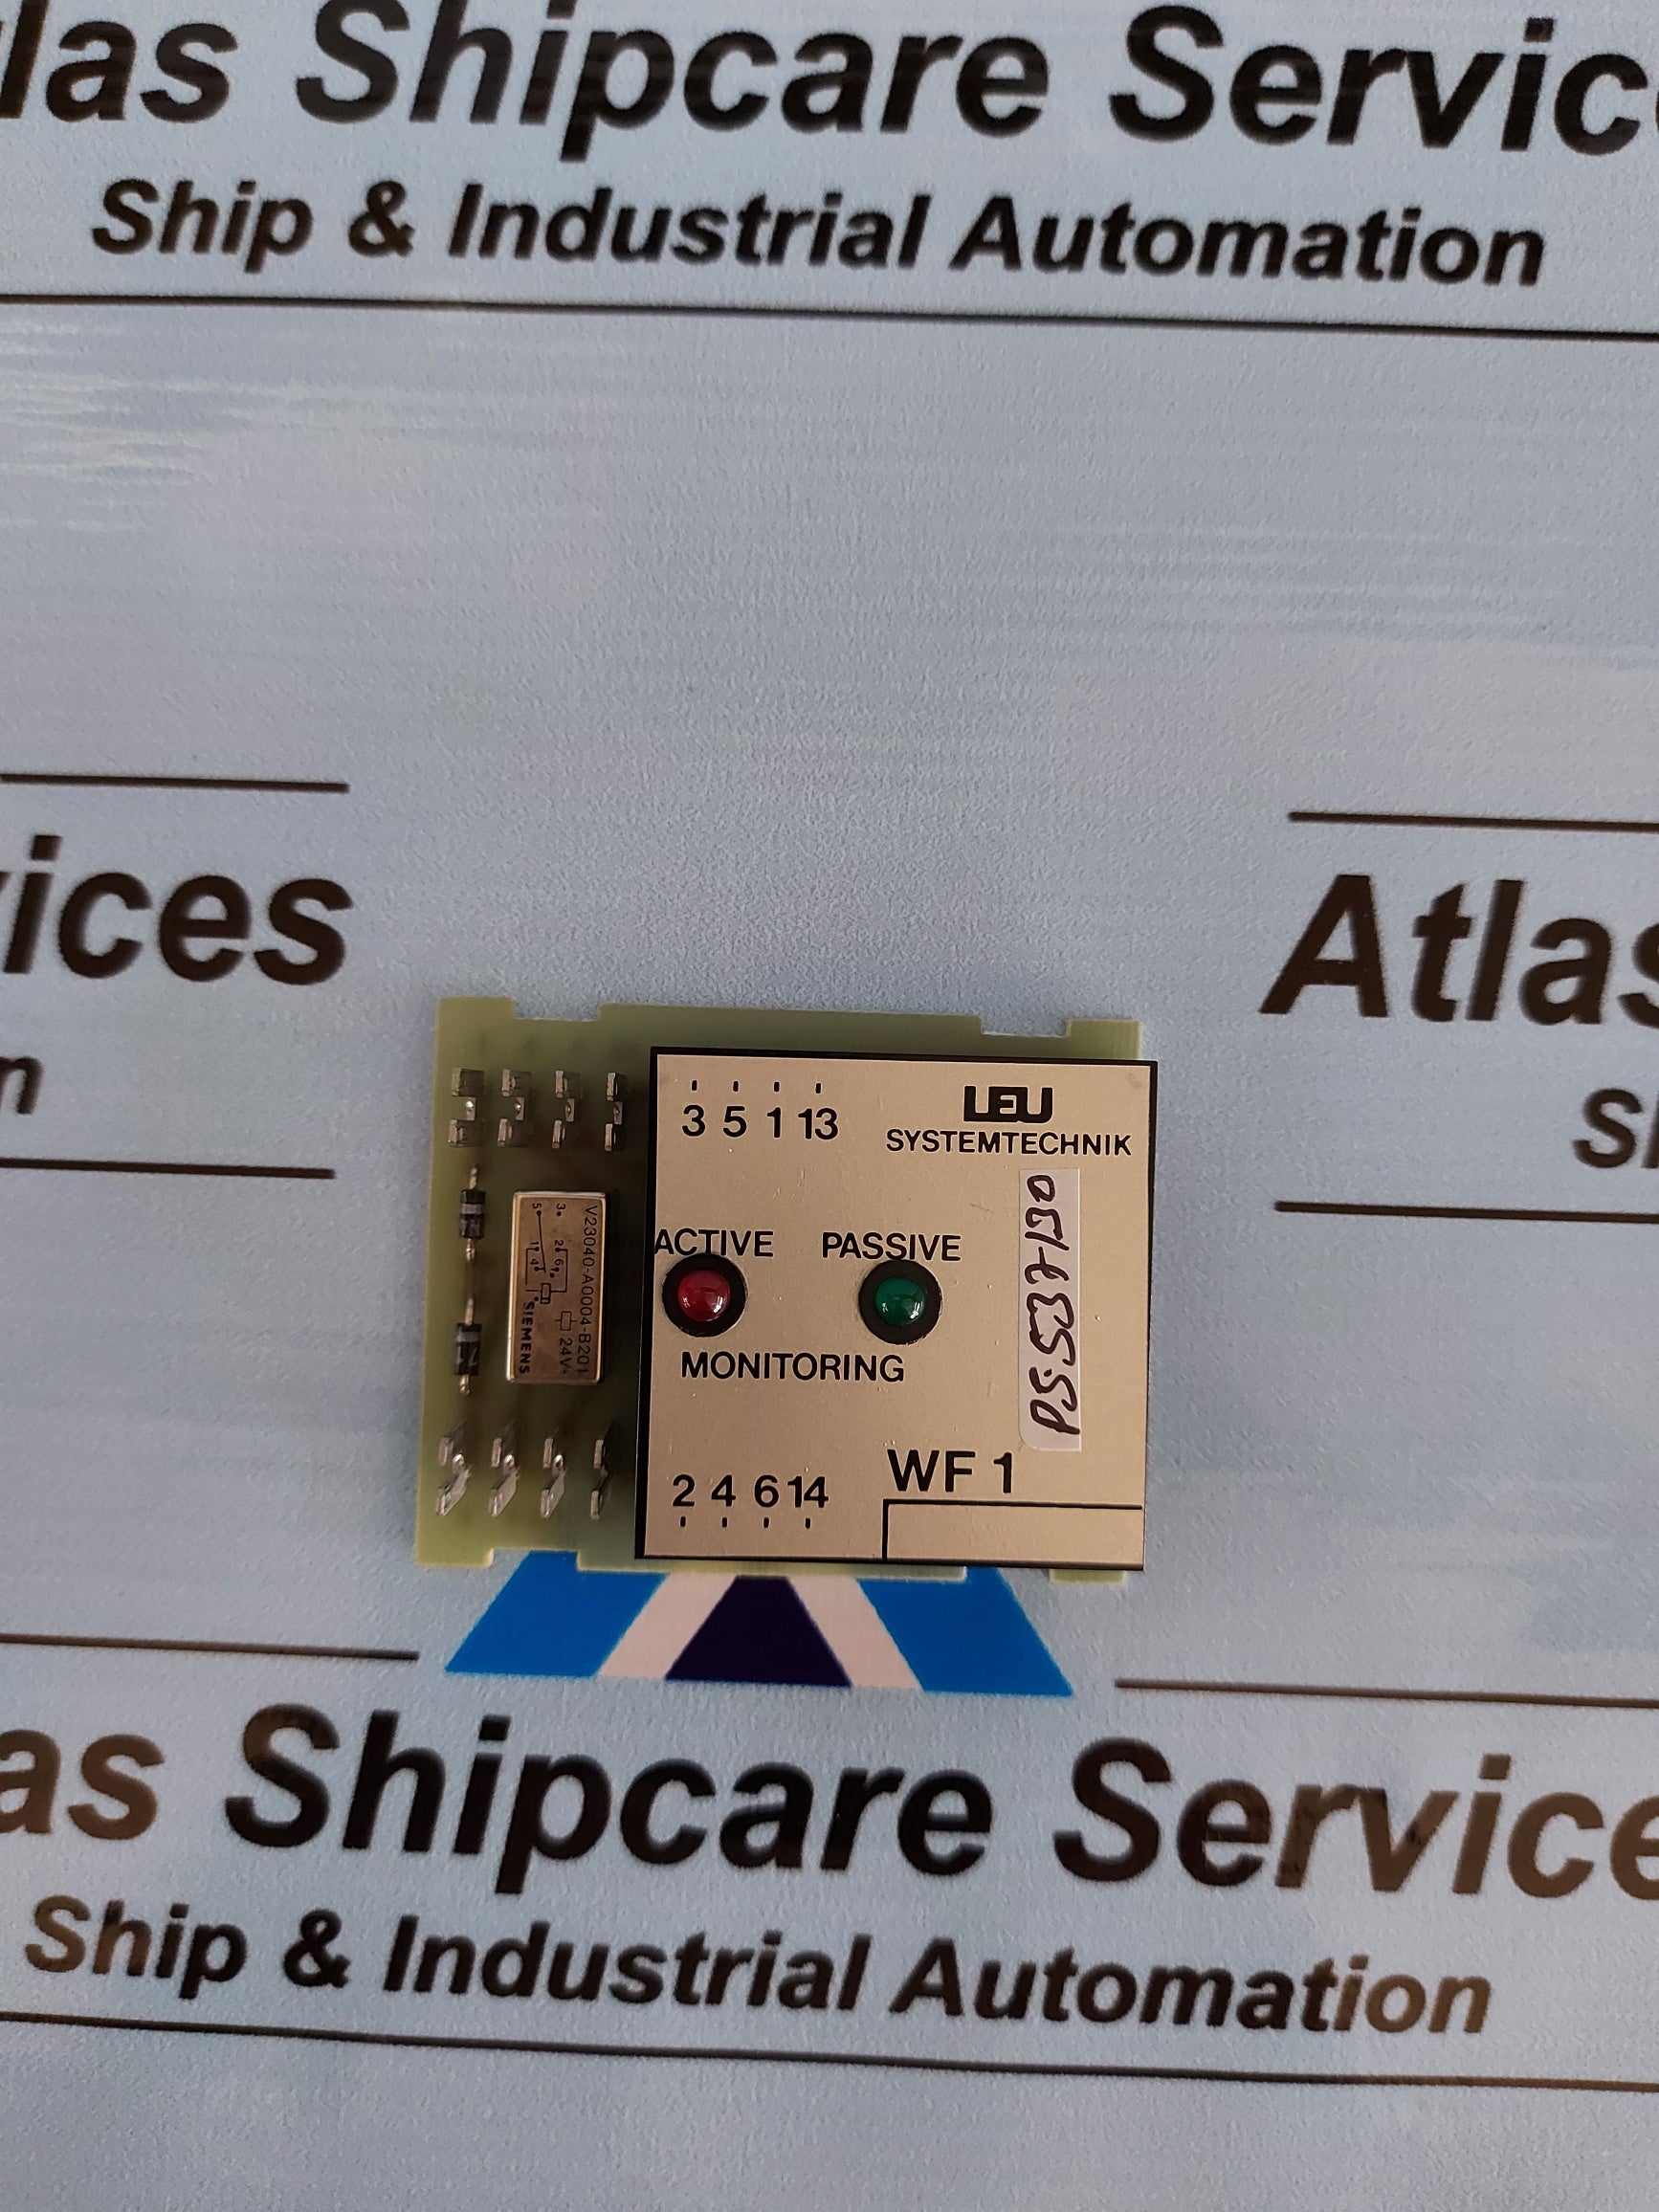 las Shipcare Servic
Ship & Industrial Automation
vices
Atlas
n
3 5 1 13
LEU
SYSTEMTECHNIK
V23040-A0004-B201
24V
SIEMENS
ACTIVE PASSIVE
MONITORING
WF 1
2 4 6 14
as Shipcare Service
Ship & Industrial Automation